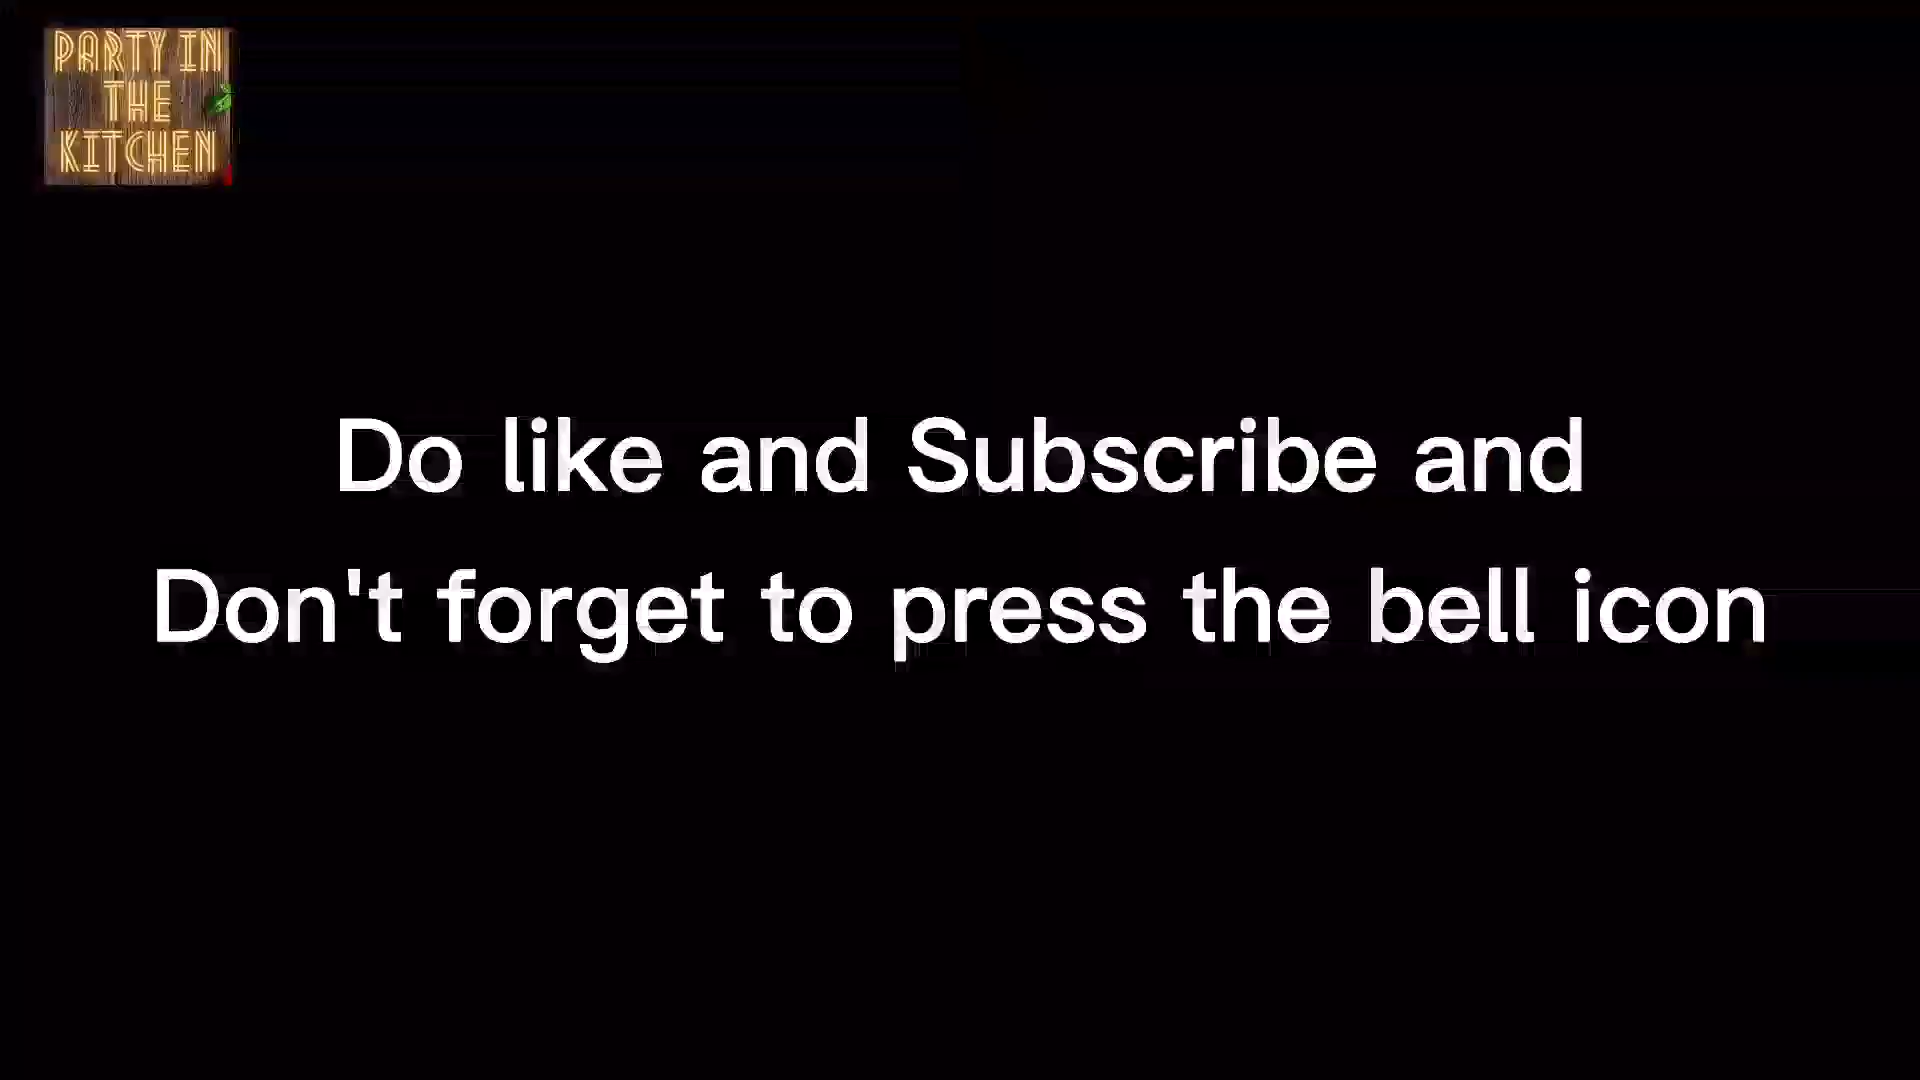 PARTY IN
THE
KITCHEN
Do like and Subscribe and
Don't forget to press the bell icon